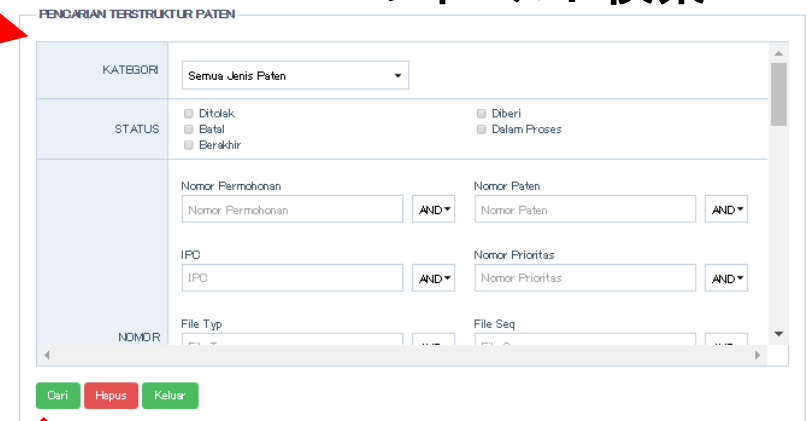 PENCARIAN TERSTRUKTUR PATEN
KATEGORI
Semua Jenis Paten
STATUS
Ditolak
Diberi
Batal
Dalam Proses
Berakhir
NOMOR
Nomor Permohonan
Nomor Paten
Nomor Permohonan AND
Nomor Paten AND
IPC
Nomor Prioritas
IPC AND
Nomor Prioritas AND
File Typ
File Seq
Cari Hapus Keluar